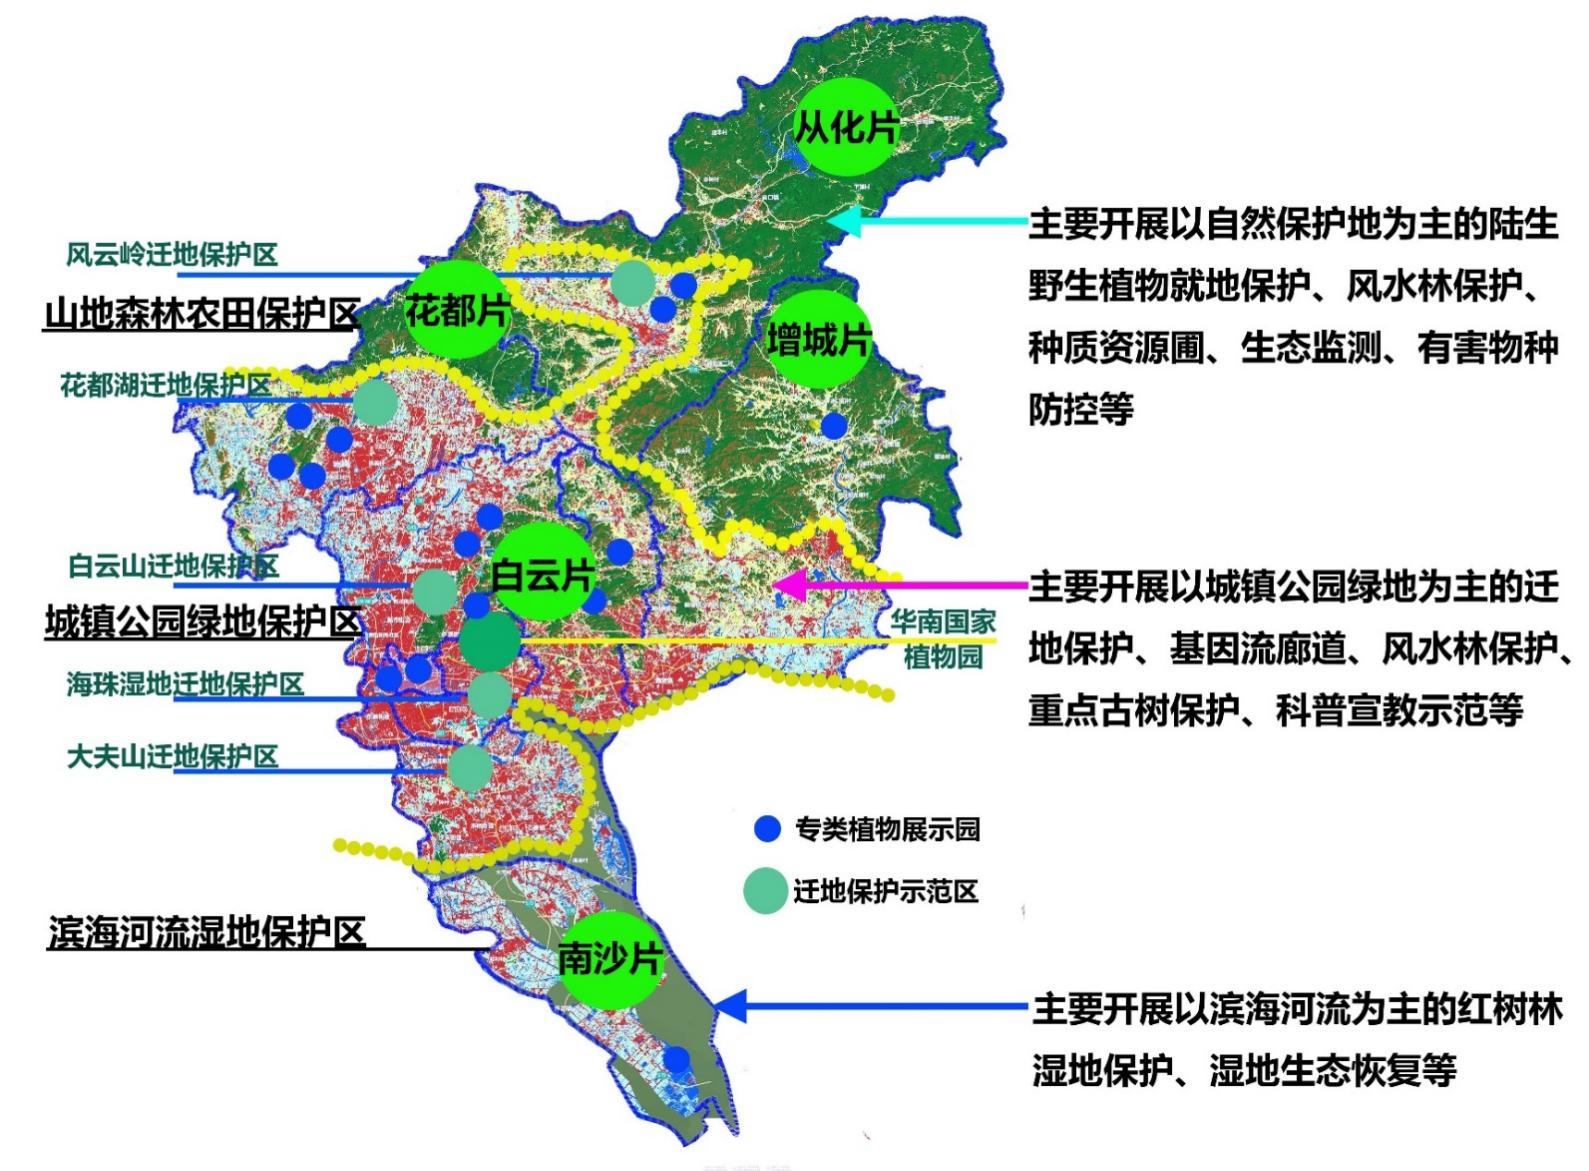 从化片
主要开展以自然保护地为主的陆生
野生植物就地保护、风水林保护、
种质资源圃、生态监测、有害物种
防控等
风云岭迁地保护区
山地森林农田保护区
花都片
增城片
花都湖迁地保护区
白云山迁地保护区
白云片
城镇公园绿地保护区
主要开展以城镇公园绿地为主的迁
地保护、基因流廊道、风水林保护、
重点古树保护、科普宣教示范等
华南国家
植物园
海珠湿地迁地保护区
大夫山迁地保护区
专类植物展示园
迁地保护示范区
滨海河流湿地保护区
南沙片
主要开展以滨海河流为主的红树林
湿地保护、湿地生态恢复等